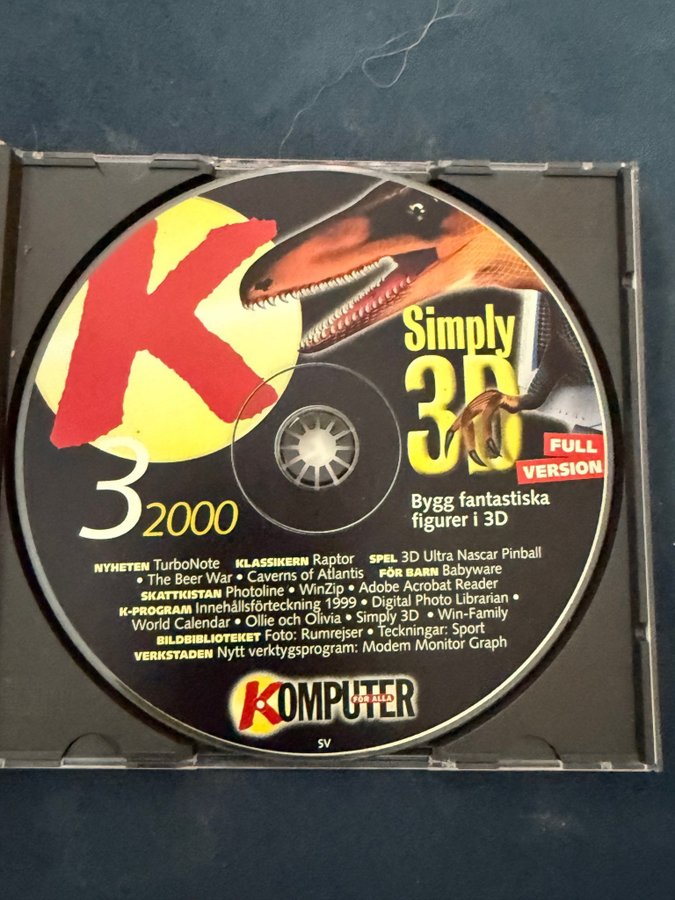 K
Simply
3D
FULL
VERSION
Bygg fantastiska
figurer i 3D
3 2000
NYHETEN TurboNote KLASSIKERN Raptor SPEL 3D Ultra Nascar Pinball
• The Beer War • Caverns of Atlantis FÖR BARN Babyware
SKATTKISTAN Photoline • WinZip • Adobe Acrobat Reader
K-PROGRAM Innehållsförteckning 1999 • Digital Photo Librarian •
World Calendar • Ollie och Olivia • Simply 3D • Win-Family
BILDBIBLIOTEKET Foto: Rumrejser • Teckningar: Sport
VERKSTADEN Nytt verktygsprogram: Modem Monitor Graph
KOMPUTER
FÖR ALLA
SV